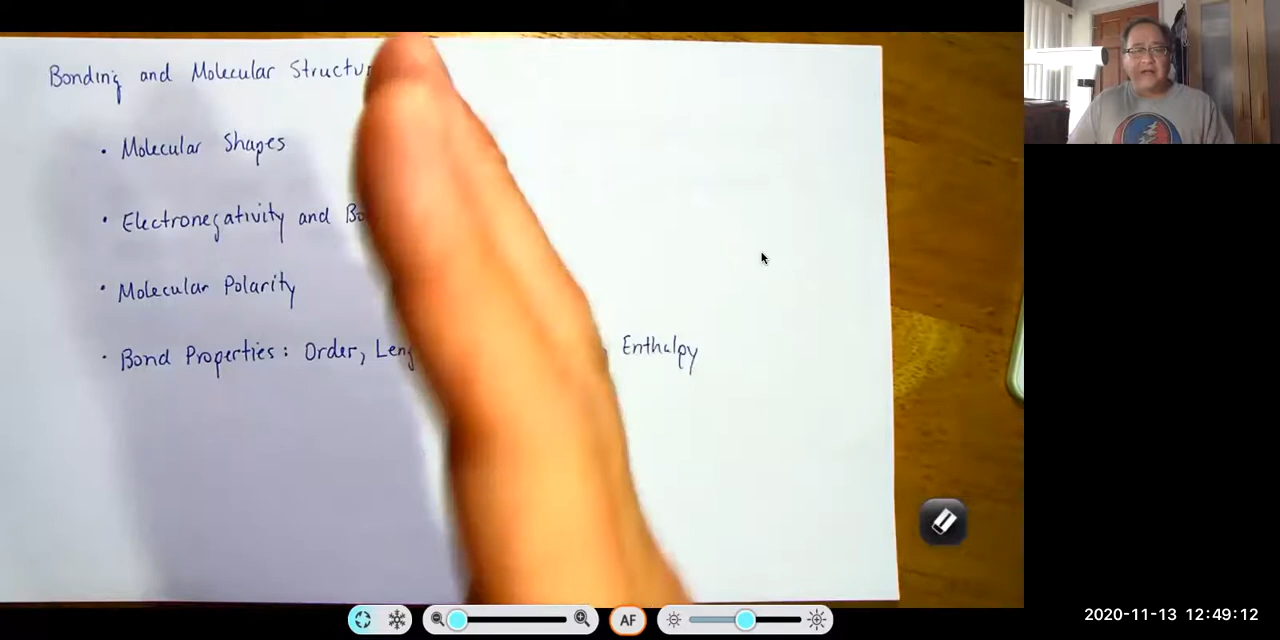 Bonding and Molecular Structu
• Molecular Shapes
• Electronegativity and Bo
• Molecular Polarity
• Bond Properties: Order, Leng Enthalpy
AF
2020-11-13 12:49:12